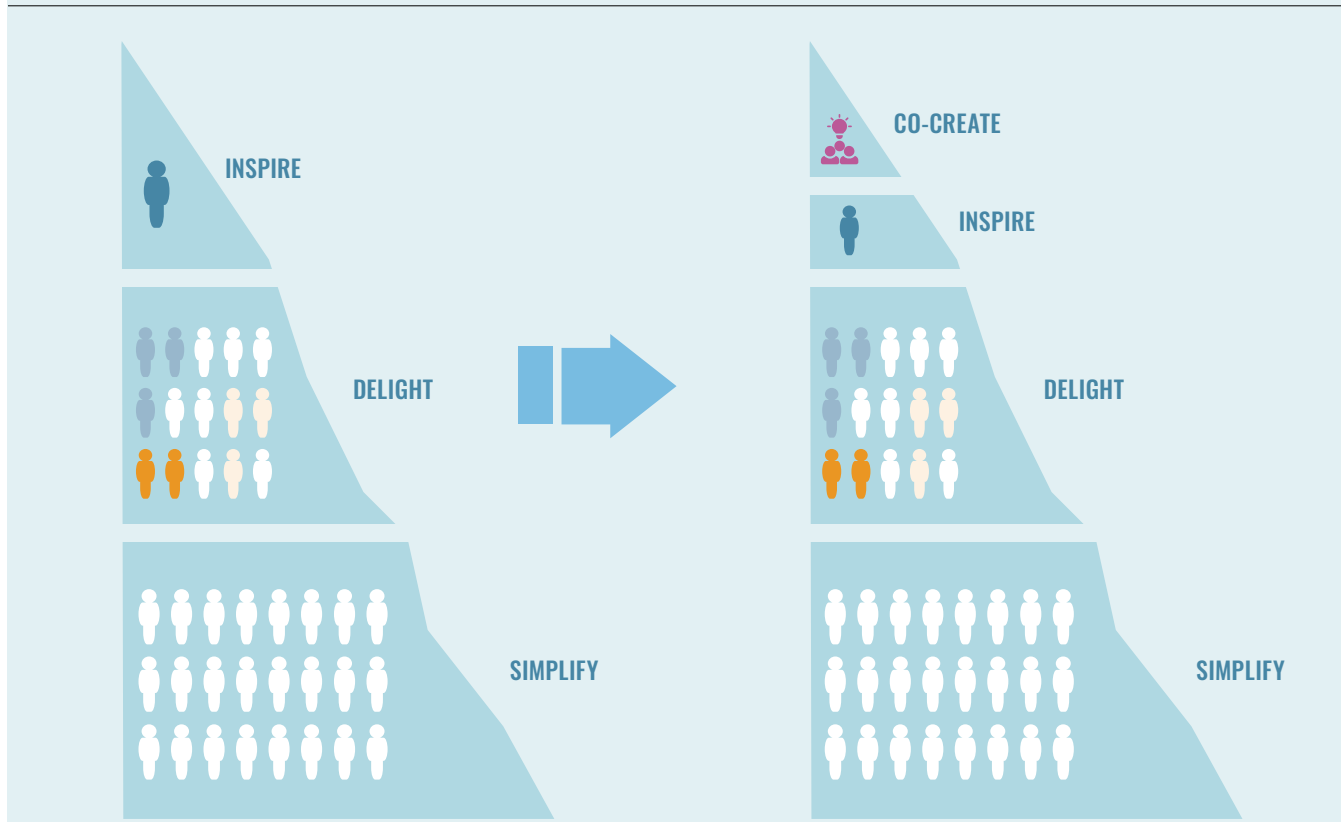 INSPIRE
DELIGHT
SIMPLIFY
CO-CREATE
INSPIRE
DELIGHT
SIMPLIFY